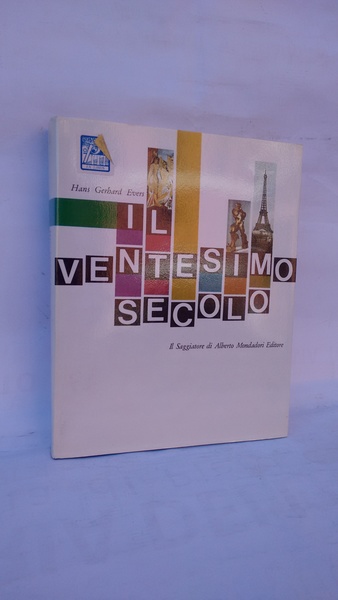 Hans Gerhard Evers
IL
VENTESIMO
SECOLO
Il Saggiatore di Alberto Mondadori Editore